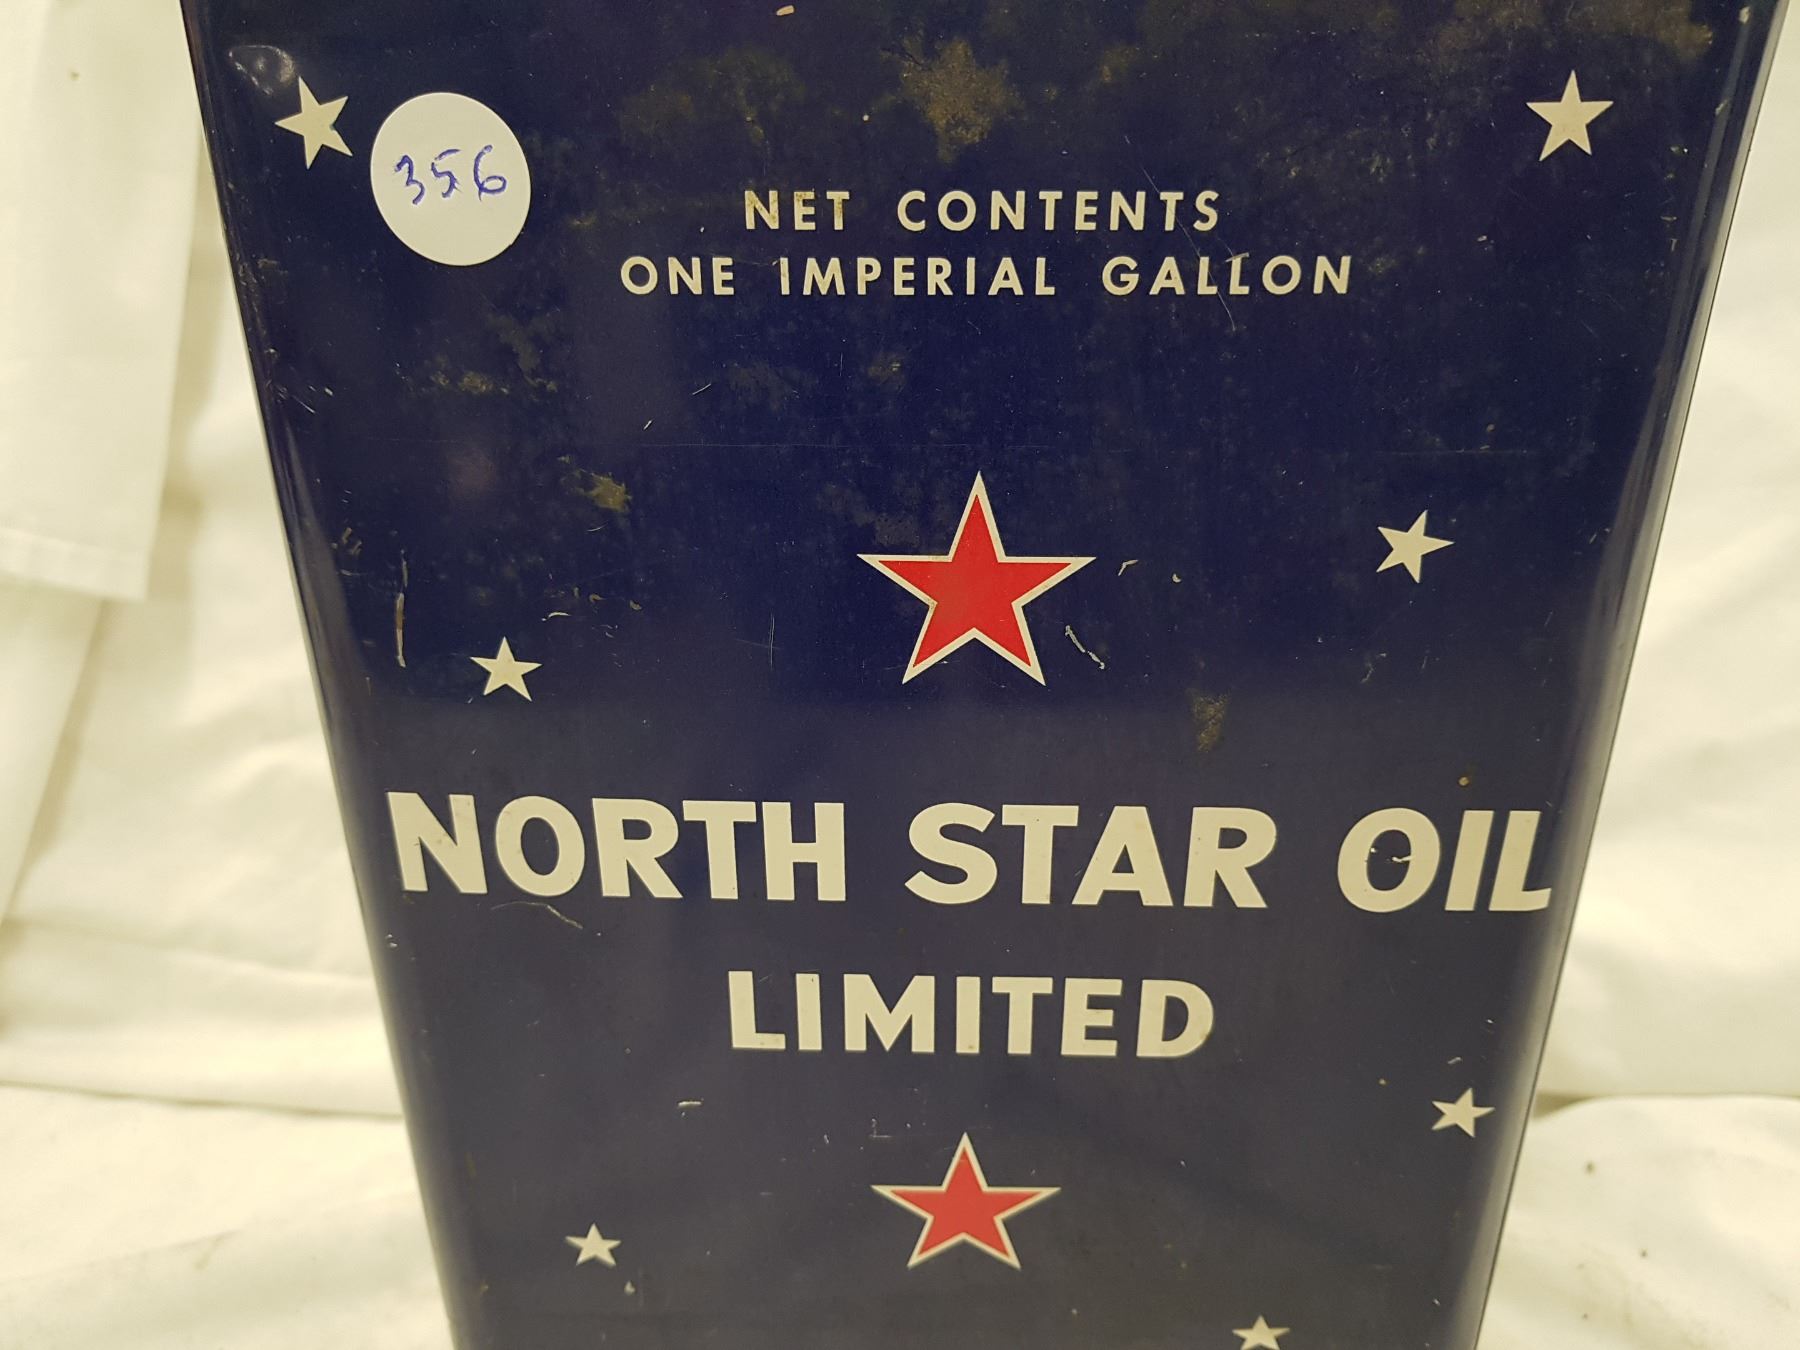 356
NET CONTENTS
ONE IMPERIAL GALLON
NORTH STAR OIL
LIMITED